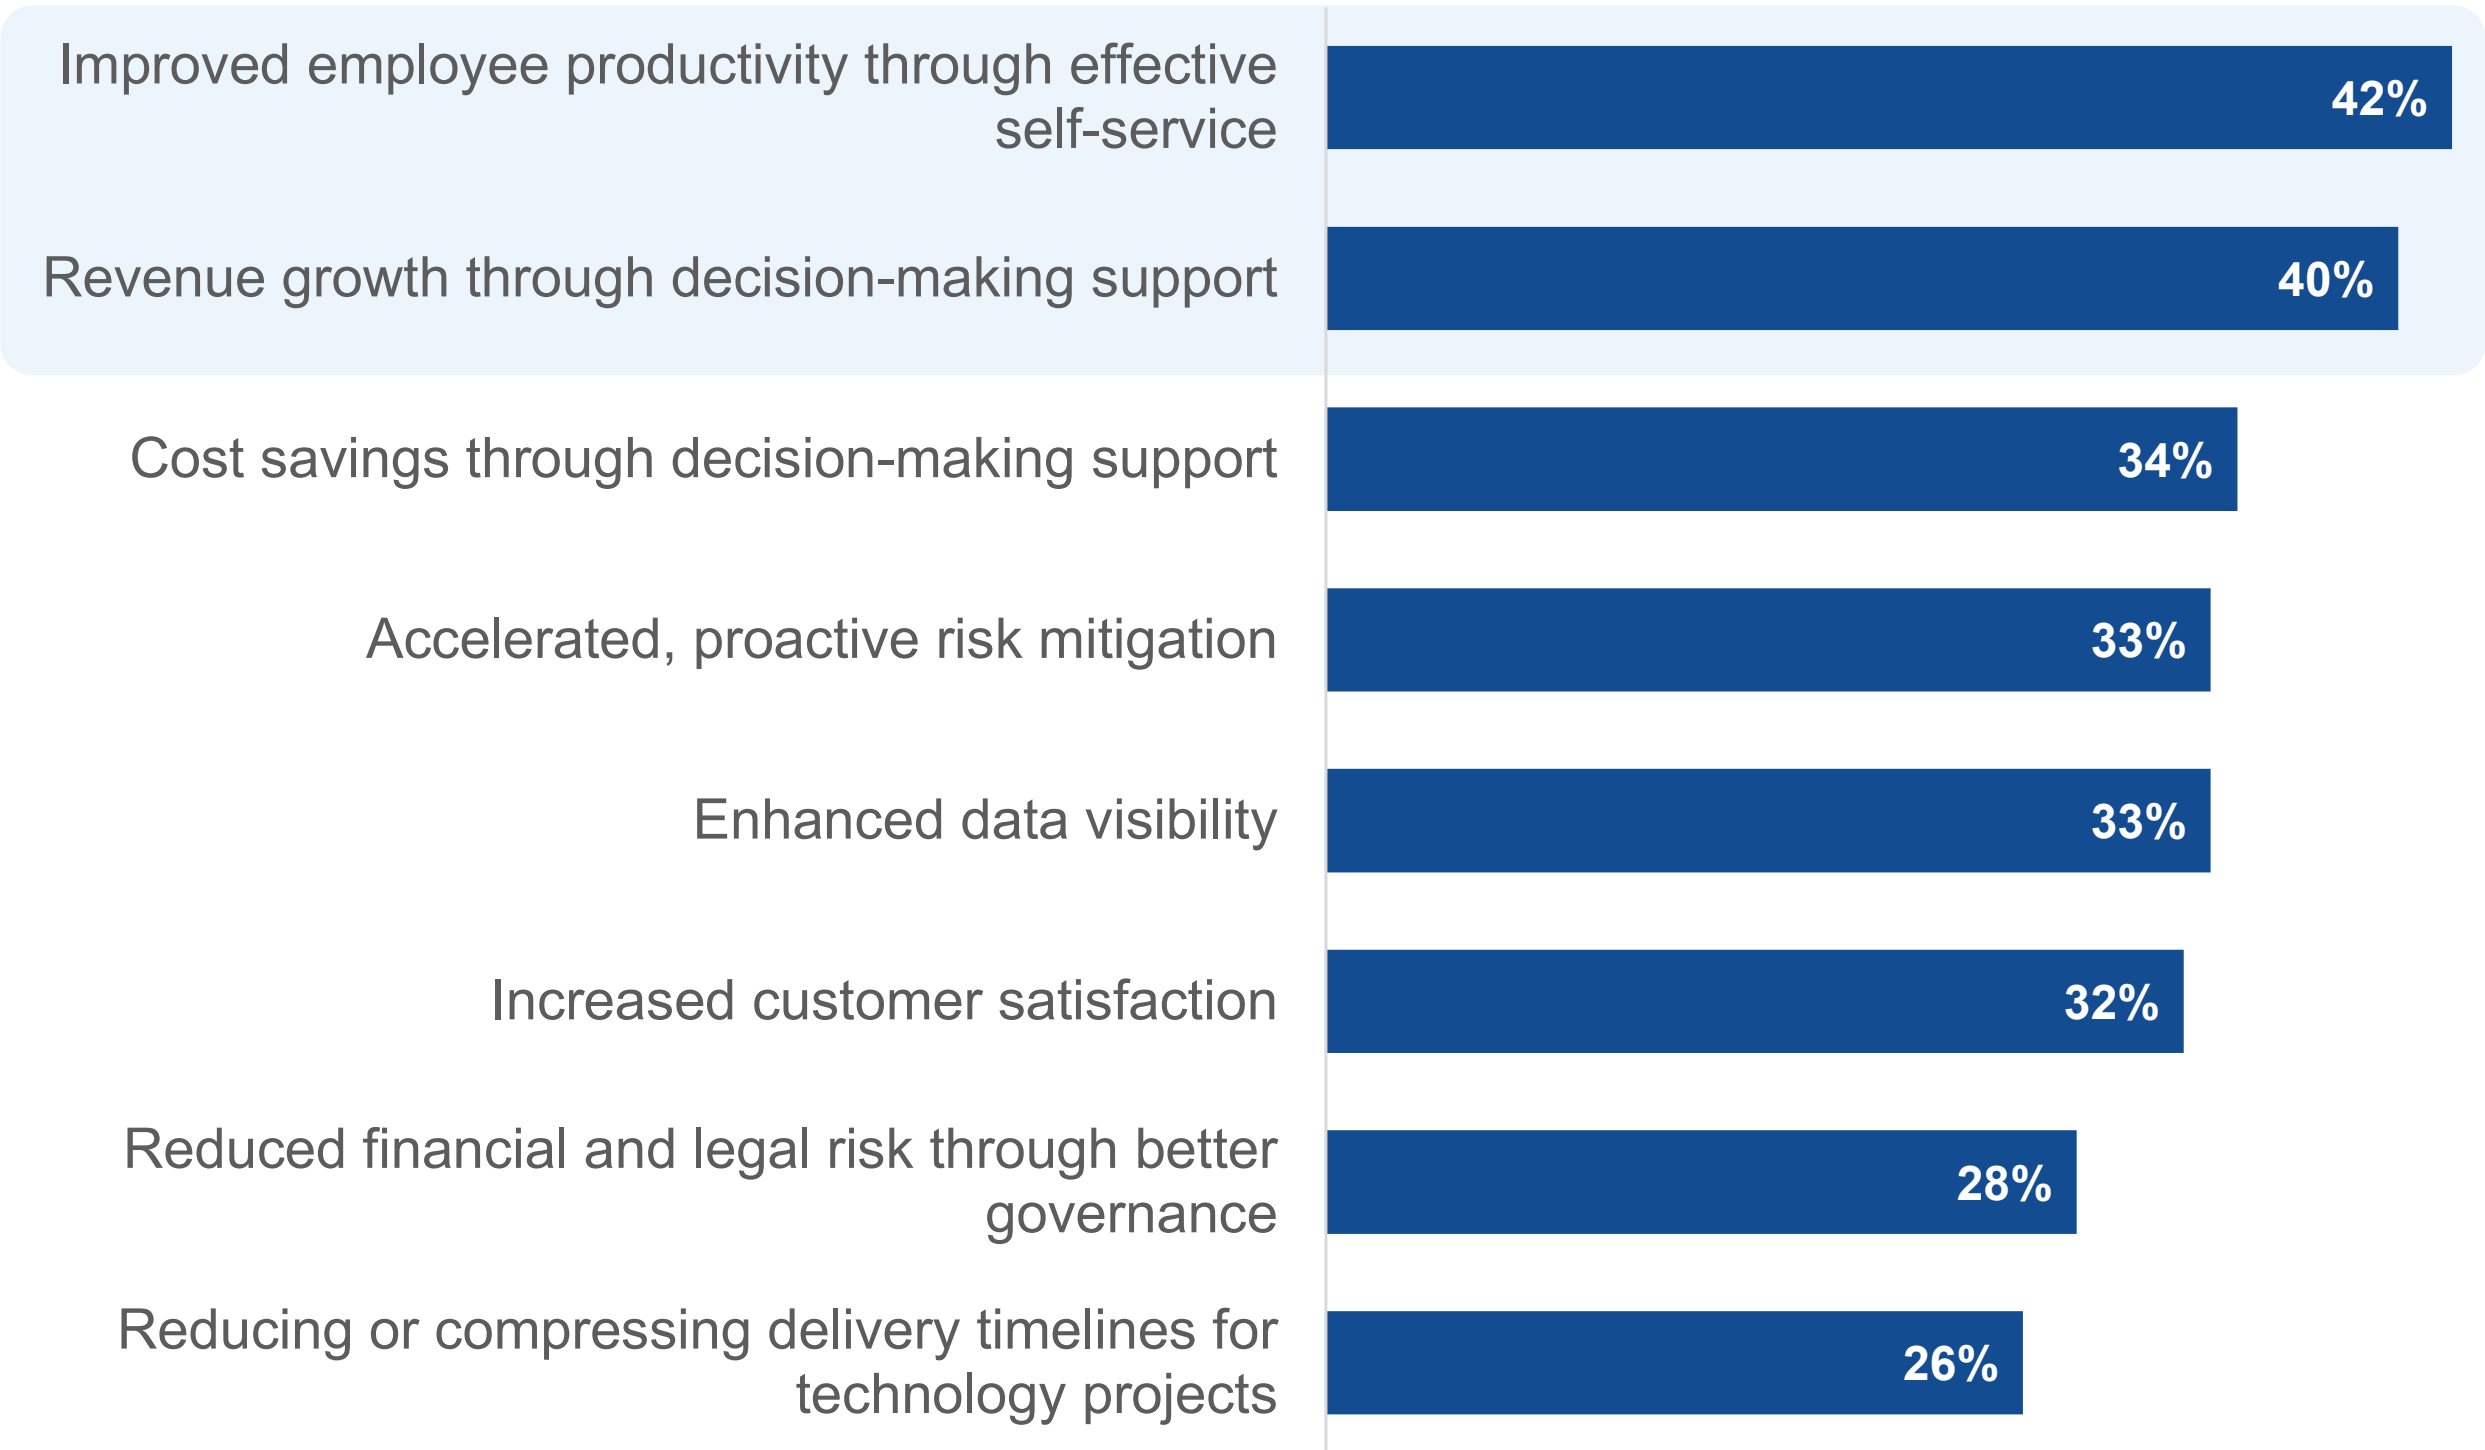 Improved employee productivity through effective
self-service
42%
Revenue growth through decision-making support
40%
Cost savings through decision-making support
34%
Accelerated, proactive risk mitigation
33%
Enhanced data visibility
33%
Increased customer satisfaction
32%
Reduced financial and legal risk through better
governance
28%
Reducing or compressing delivery timelines for
technology projects
26%